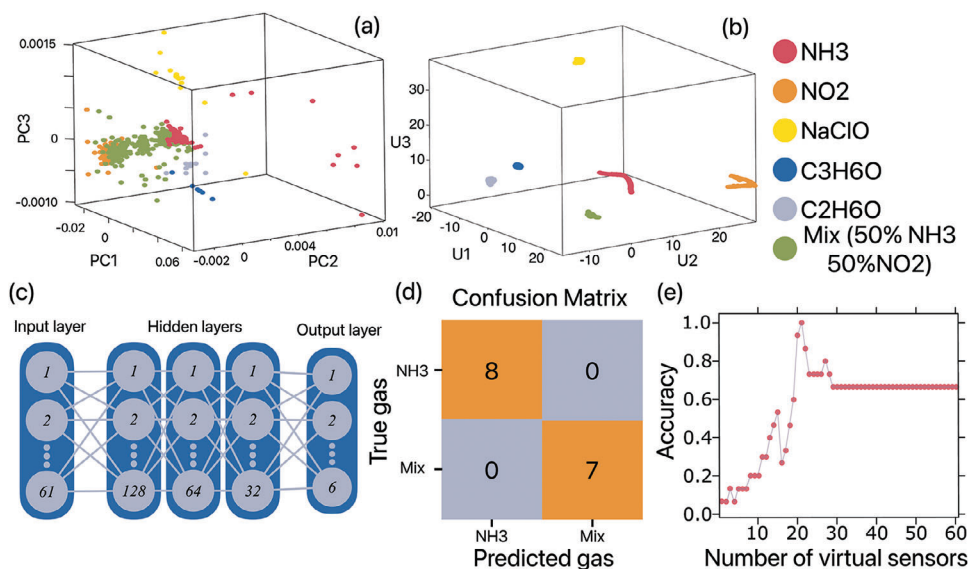 (a)
0.0015
PC3
0
-0.0010
-0.02
0
0.06
PC1
-0.002
0
0.004
0.01
PC2
(b)
U3
30
20
10
0
-20
-10
0
10
20
U1
-10
0
10
20
U2
NH3
NO2
NaClO
C3H6O
C2H6O
Mix (50% NH3
50%NO2)
(c)
Input layer
Hidden layers
Output layer
1 1 1 1 1
2 2 2 2 2
61 128 64 32 6
(d)
Confusion Matrix
True gas
NH3 8 0
Mix 0 7
NH3 Mix
Predicted gas
(e)
Accuracy
1.0
0.8
0.6
0.4
0.2
0.0
10 20 30 40 50 60
Number of virtual sensors